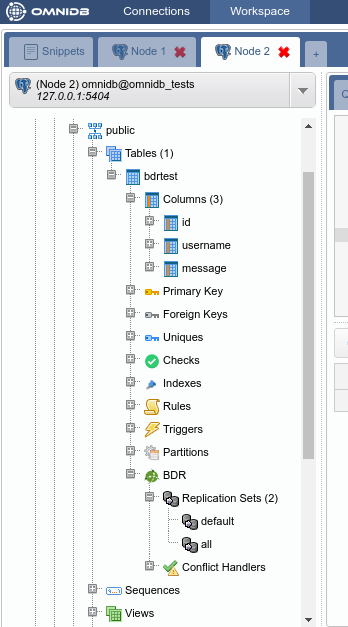 OMNIDB Connections Workspace
Snippets Node 1 Node 2 +
(Node 2) omnidb@omnidb_tests
127.0.0.1:5404
public
Tables (1)
bdrtest
Columns (3)
id
username
message
Primary Key
Foreign Keys
Uniques
Checks
Indexes
Rules
Triggers
Partitions
BDR
Replication Sets (2)
default
all
Conflict Handlers
Sequences
Views